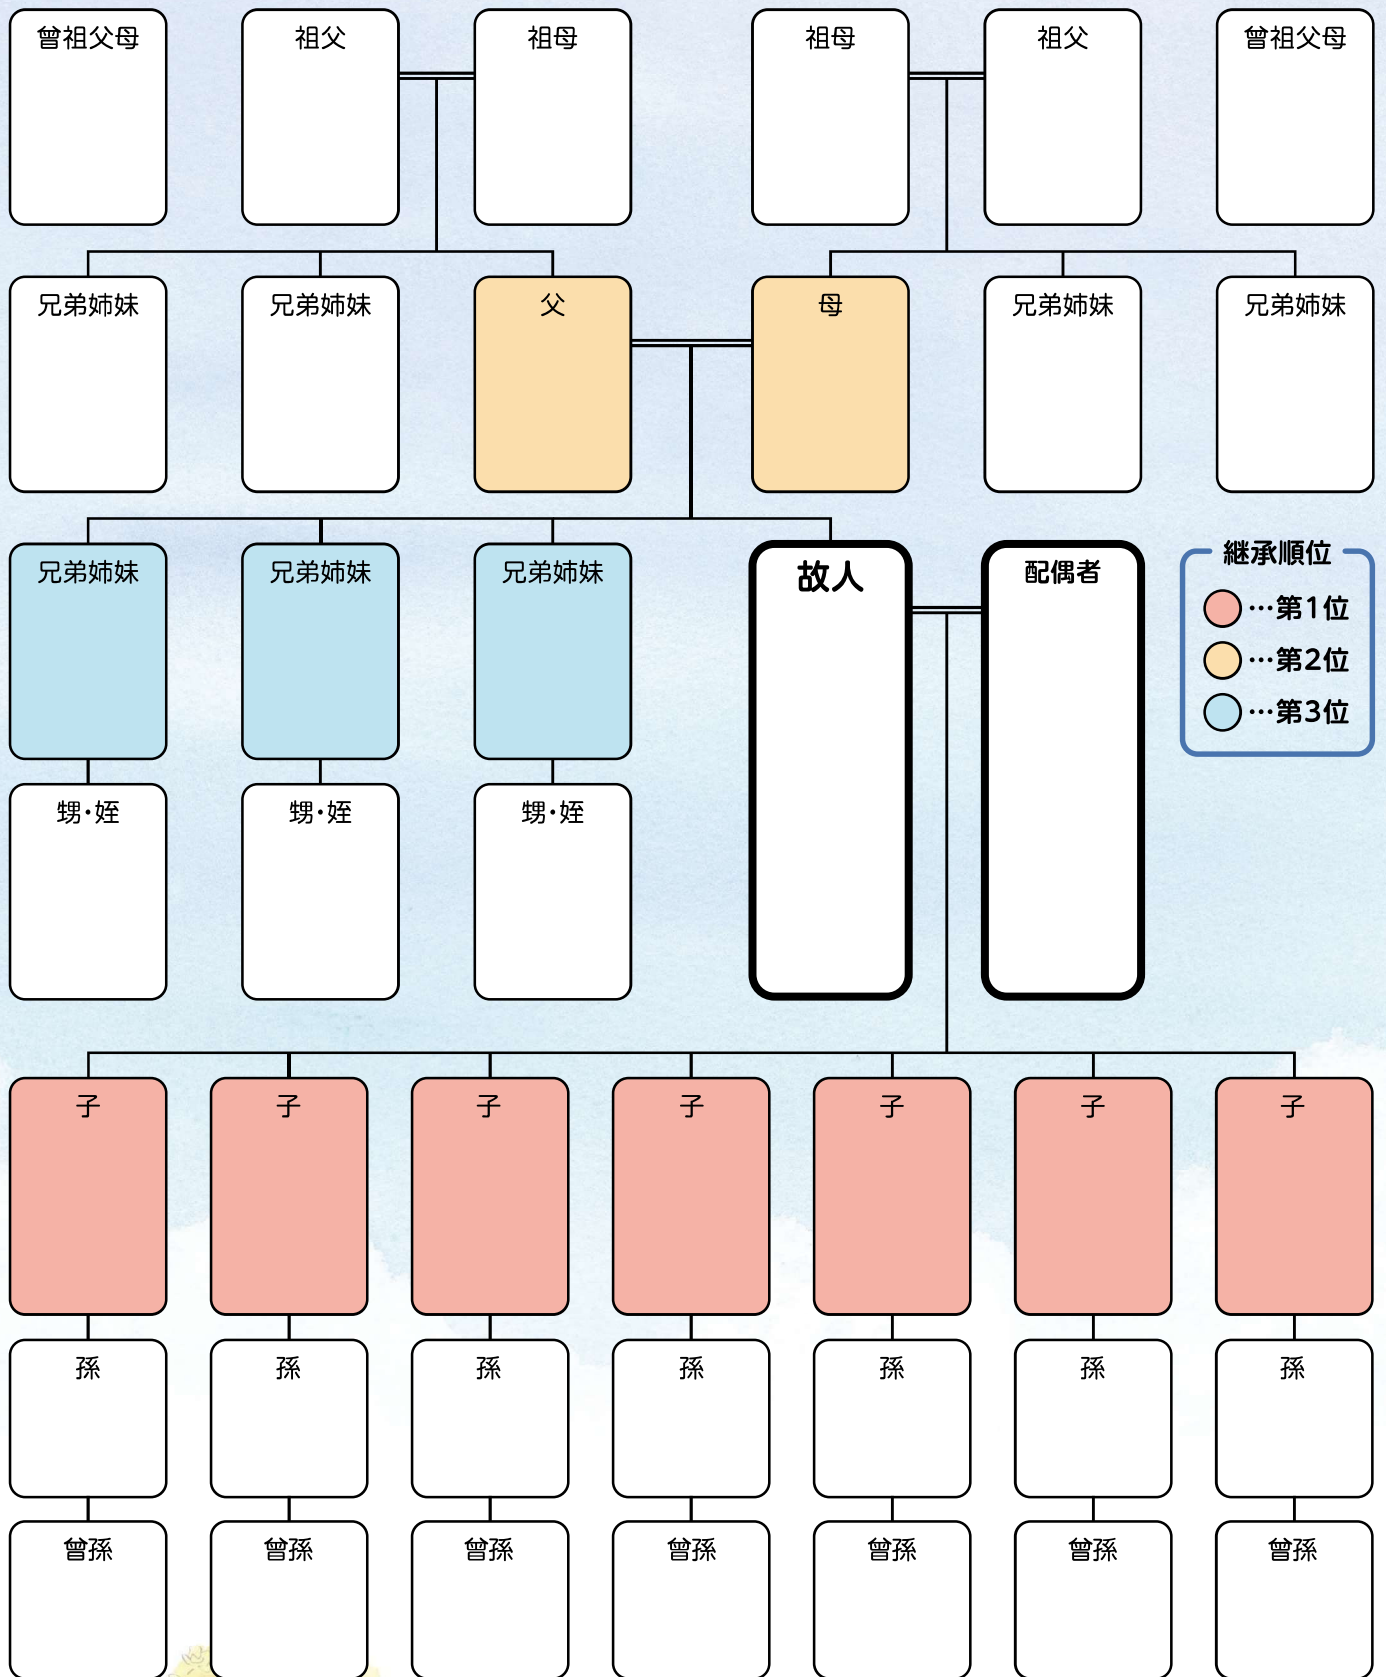 曾祖父母
祖父
祖母
祖母
祖父
曾祖父母
兄弟姉妹
兄弟姉妹
父
母
兄弟姉妹
兄弟姉妹
兄弟姉妹
兄弟姉妹
兄弟姉妹
故人
配偶者
継承順位
…第1位
…第2位
…第3位
甥・姪
甥・姪
甥・姪
子
子
子
子
子
子
子
孫
孫
孫
孫
孫
孫
孫
曾孫
曾孫
曾孫
曾孫
曾孫
曾孫
曾孫